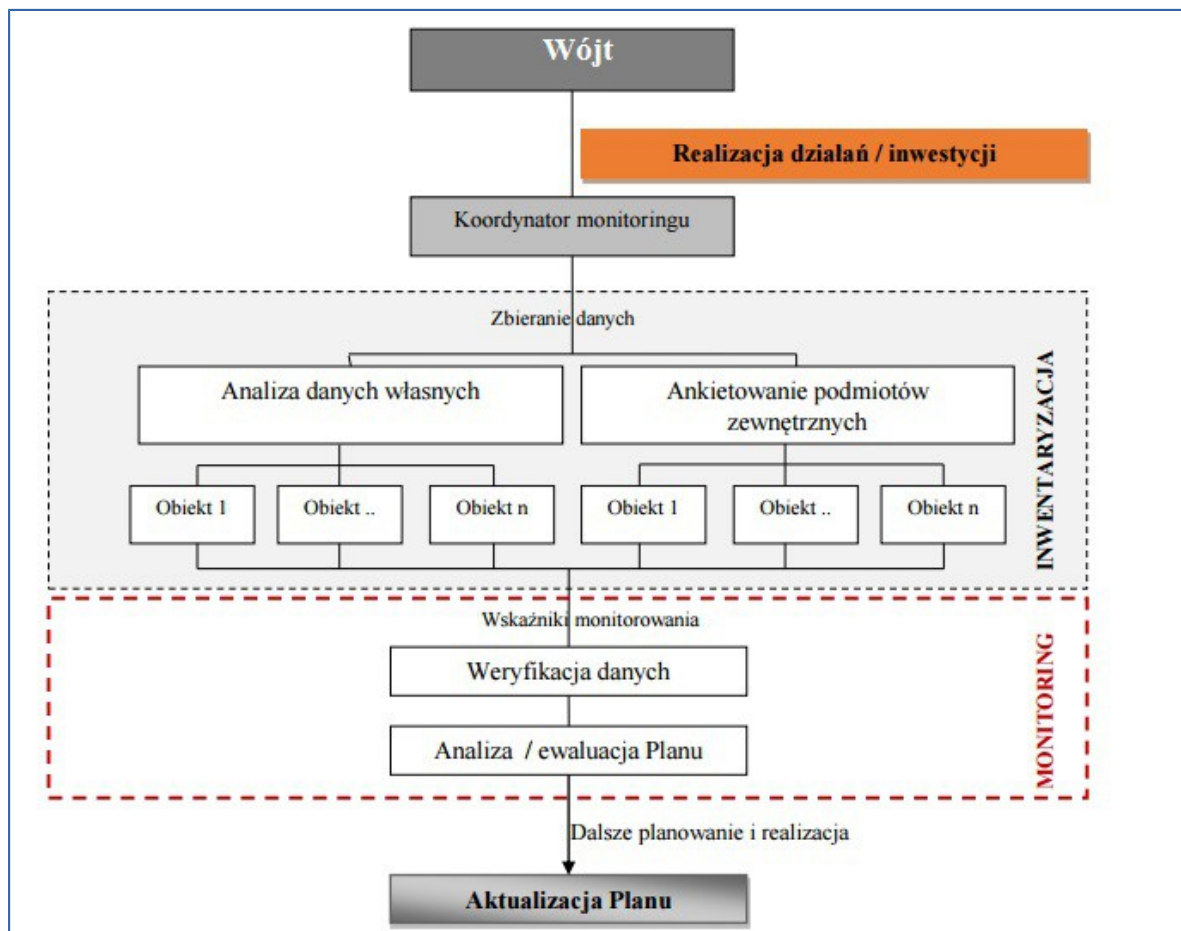 Wójt
Realizacja działań / inwestycji
Koordynator monitoringu
Zbieranie danych
Analiza danych własnych
Ankietowanie podmiotów
zewnętrznych
Obiekt 1
Obiekt ..
Obiekt n
Obiekt 1
Obiekt ..
Obiekt n
INWENTARYZACJA
Wskaźniki monitorowania
Weryfikacja danych
Analiza / ewaluacja Planu
MONITORING
Dalsze planowanie i realizacja
Aktualizacja Planu